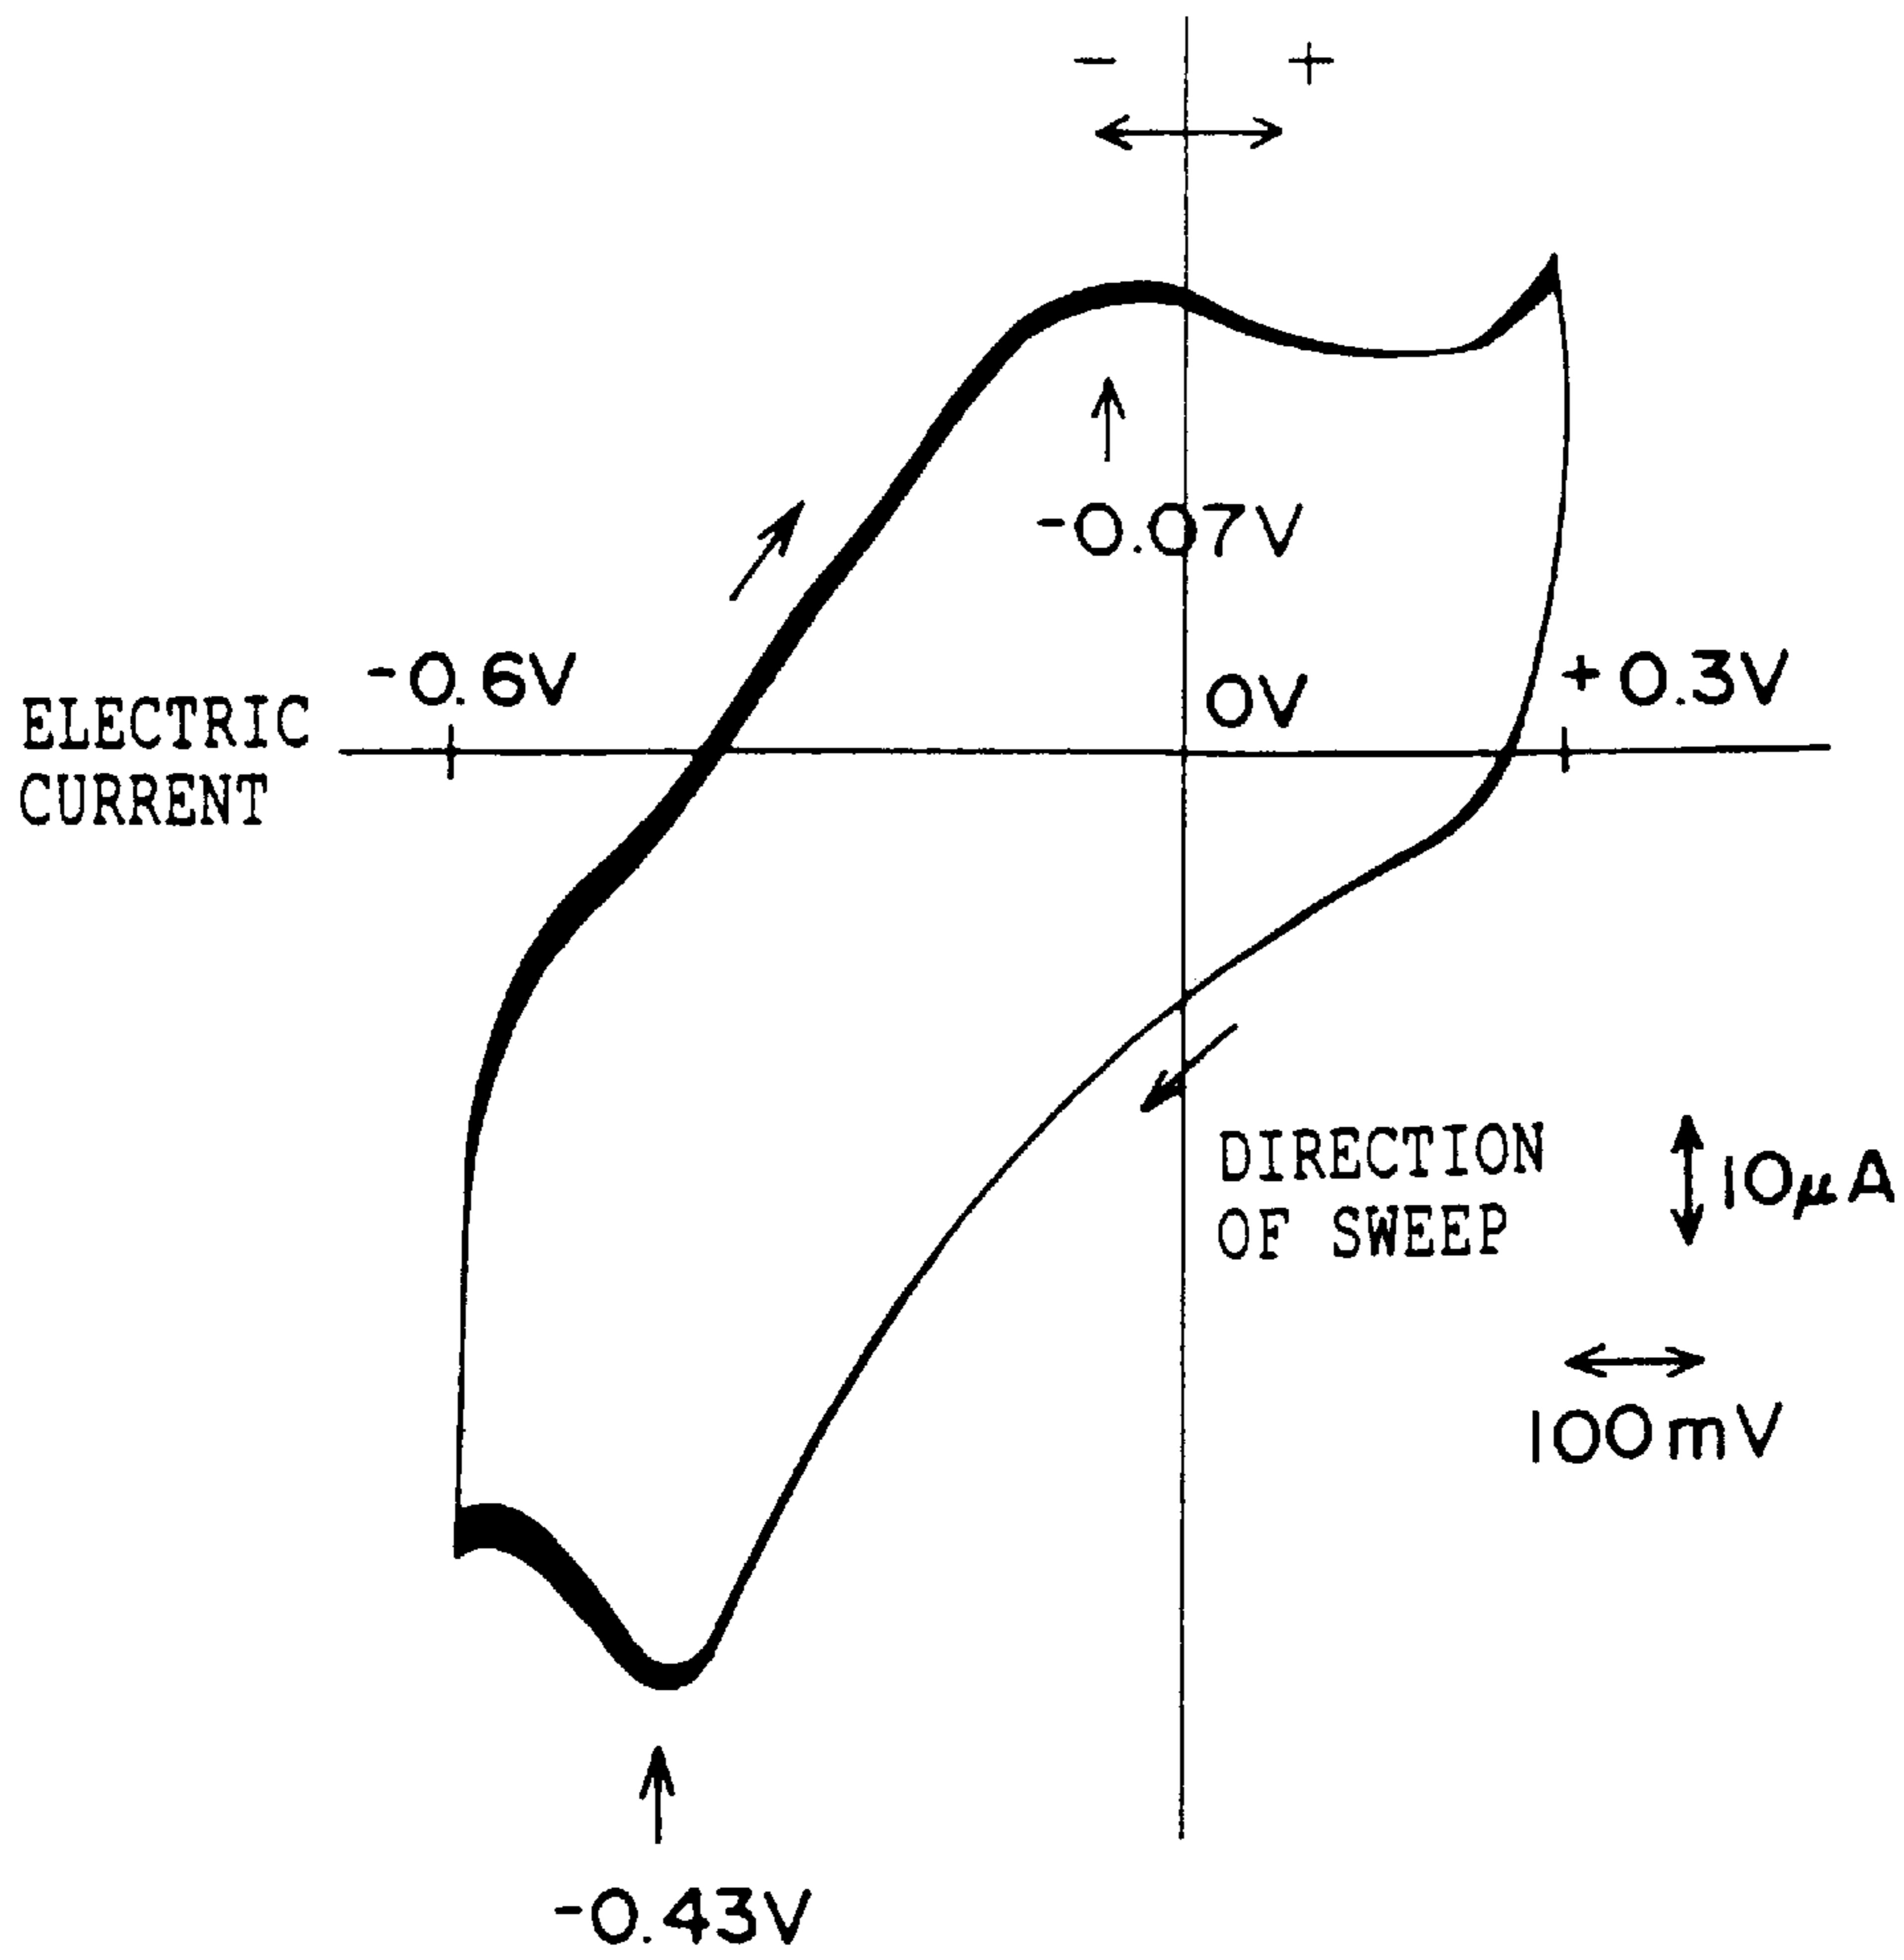 - +
-0.07V
-0.6V
0V
+0.3V
ELECTRIC
CURRENT
DIRECTION
OF SWEEP
10μA
100mV
-0.43V